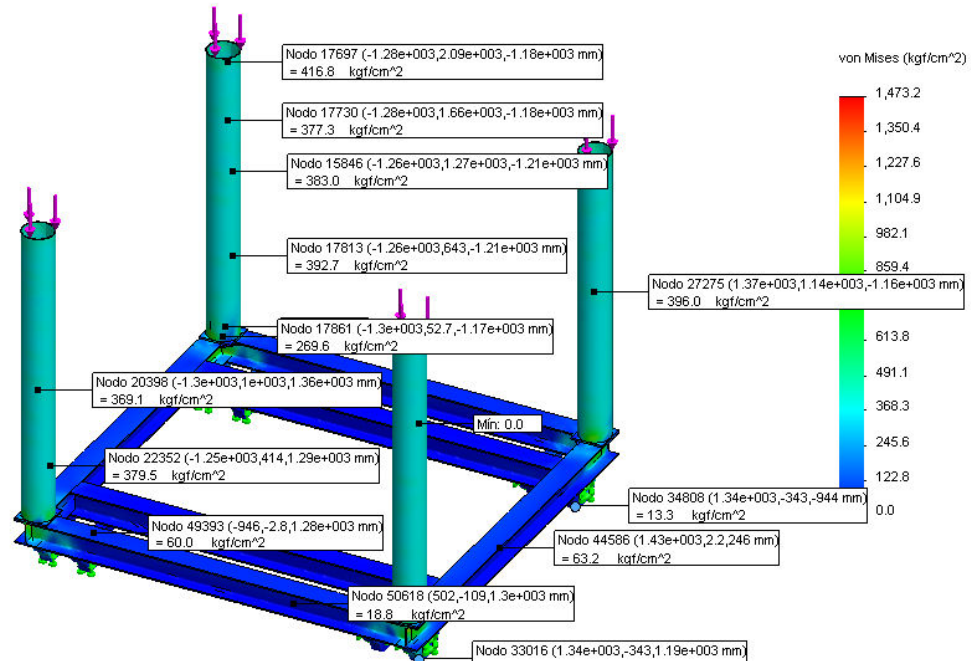 Nodo 17697 (-1.28e+003,2.09e+003,-1.18e+003 mm)
= 416.8 kgf/cm^2
von Mises (kgf/cm^2)
1,473.2
1,350.4
1,227.6
1,104.9
982.1
859.4
613.8
491.1
368.3
245.6
122.8
0.0
Nodo 17730 (-1.28e+003,1.66e+003,-1.18e+003 mm)
= 377.3 kgf/cm^2
Nodo 15846 (-1.26e+003,1.27e+003,-1.21e+003 mm)
= 383.0 kgf/cm^2
Nodo 17813 (-1.26e+003,643,-1.21e+003 mm)
= 392.7 kgf/cm^2
Nodo 27275 (1.37e+003,1.14e+003,-1.16e+003 mm)
= 396.0 kgf/cm^2
Nodo 17861 (-1.3e+003,52.7,-1.17e+003 mm)
= 269.6 kgf/cm^2
Nodo 20398 (-1.3e+003,1e+003,1.36e+003 mm)
= 369.1 kgf/cm^2
Mín: 0.0
Nodo 22352 (-1.25e+003,414,1.29e+003 mm)
= 379.5 kgf/cm^2
Nodo 34808 (1.34e+003,-343,-944 mm)
= 13.3 kgf/cm^2
Nodo 49393 (-946,-2.8,1.28e+003 mm)
= 60.0 kgf/cm^2
Nodo 44586 (1.43e+003,2.2,246 mm)
= 63.2 kgf/cm^2
Nodo 50618 (502,-109,1.3e+003 mm)
= 18.8 kgf/cm^2
Nodo 33016 (1.34e+003,-343,1.19e+003 mm)